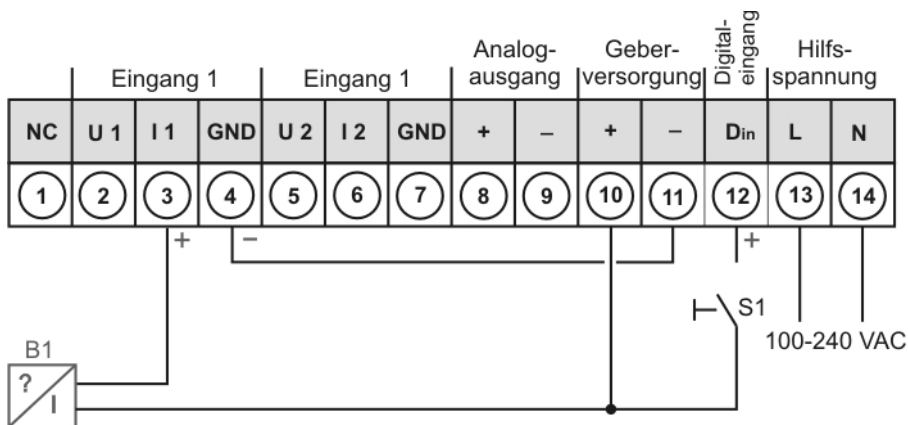 Analog-
ausgang
Geber-
versorgung
Digital-
eingang
Hilfs-
spannung
Eingang 1
Eingang 1
NC U 1 I 1 GND U 2 I 2 GND + – + – Din L N
1 2 3 4 5 6 7 8 9 10 11 12 13 14
+ – +
S1
100-240 VAC
B1
?
I